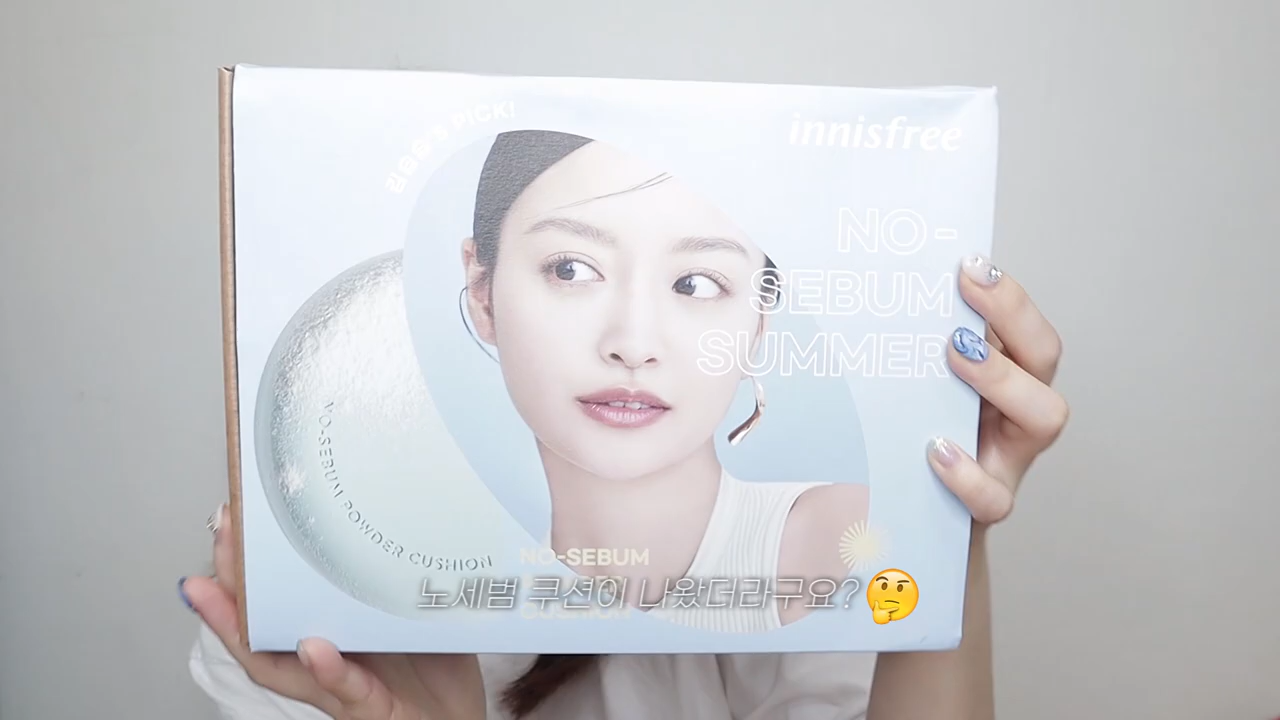 PICK!
innisfree
NO-
SEBUM
SUMMER
NO-SEBUM POWDER CUSHION
NO-SEBUM
노세범 쿠션이 나왔더라구요?🤔